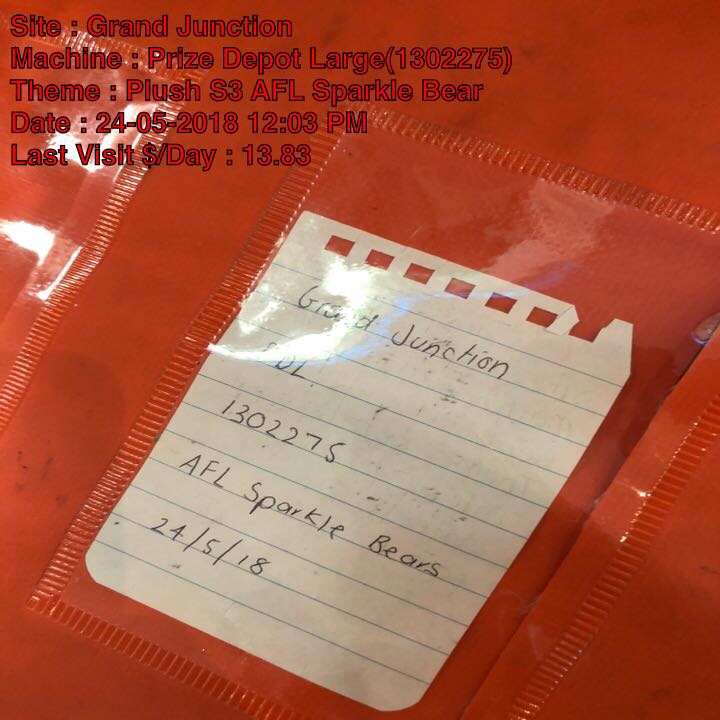 Site : Grand Junction
Machine : Prize Depot Large(1302275)
Theme : Plush S3 AFL Sparkle Bear
Date : 24-05-2018 12:03 PM
Last Visit $/Day : 13.83
Grand Junction
PDL
1302275
AFL Sparkle Bears
24/5/18